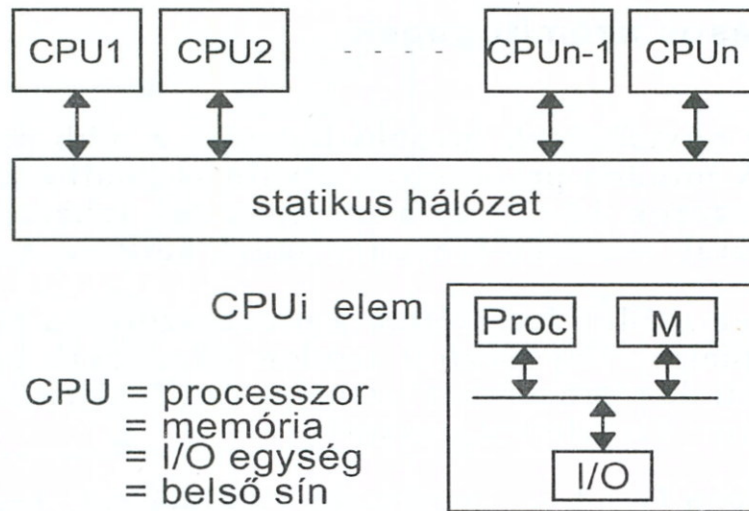 CPU1 CPU2 - - - - CPUn-1 CPUn
statikus hálózat
CPUi elem
Proc M
I/O
CPU = processzor
= memória
= I/O egység
= belső sín